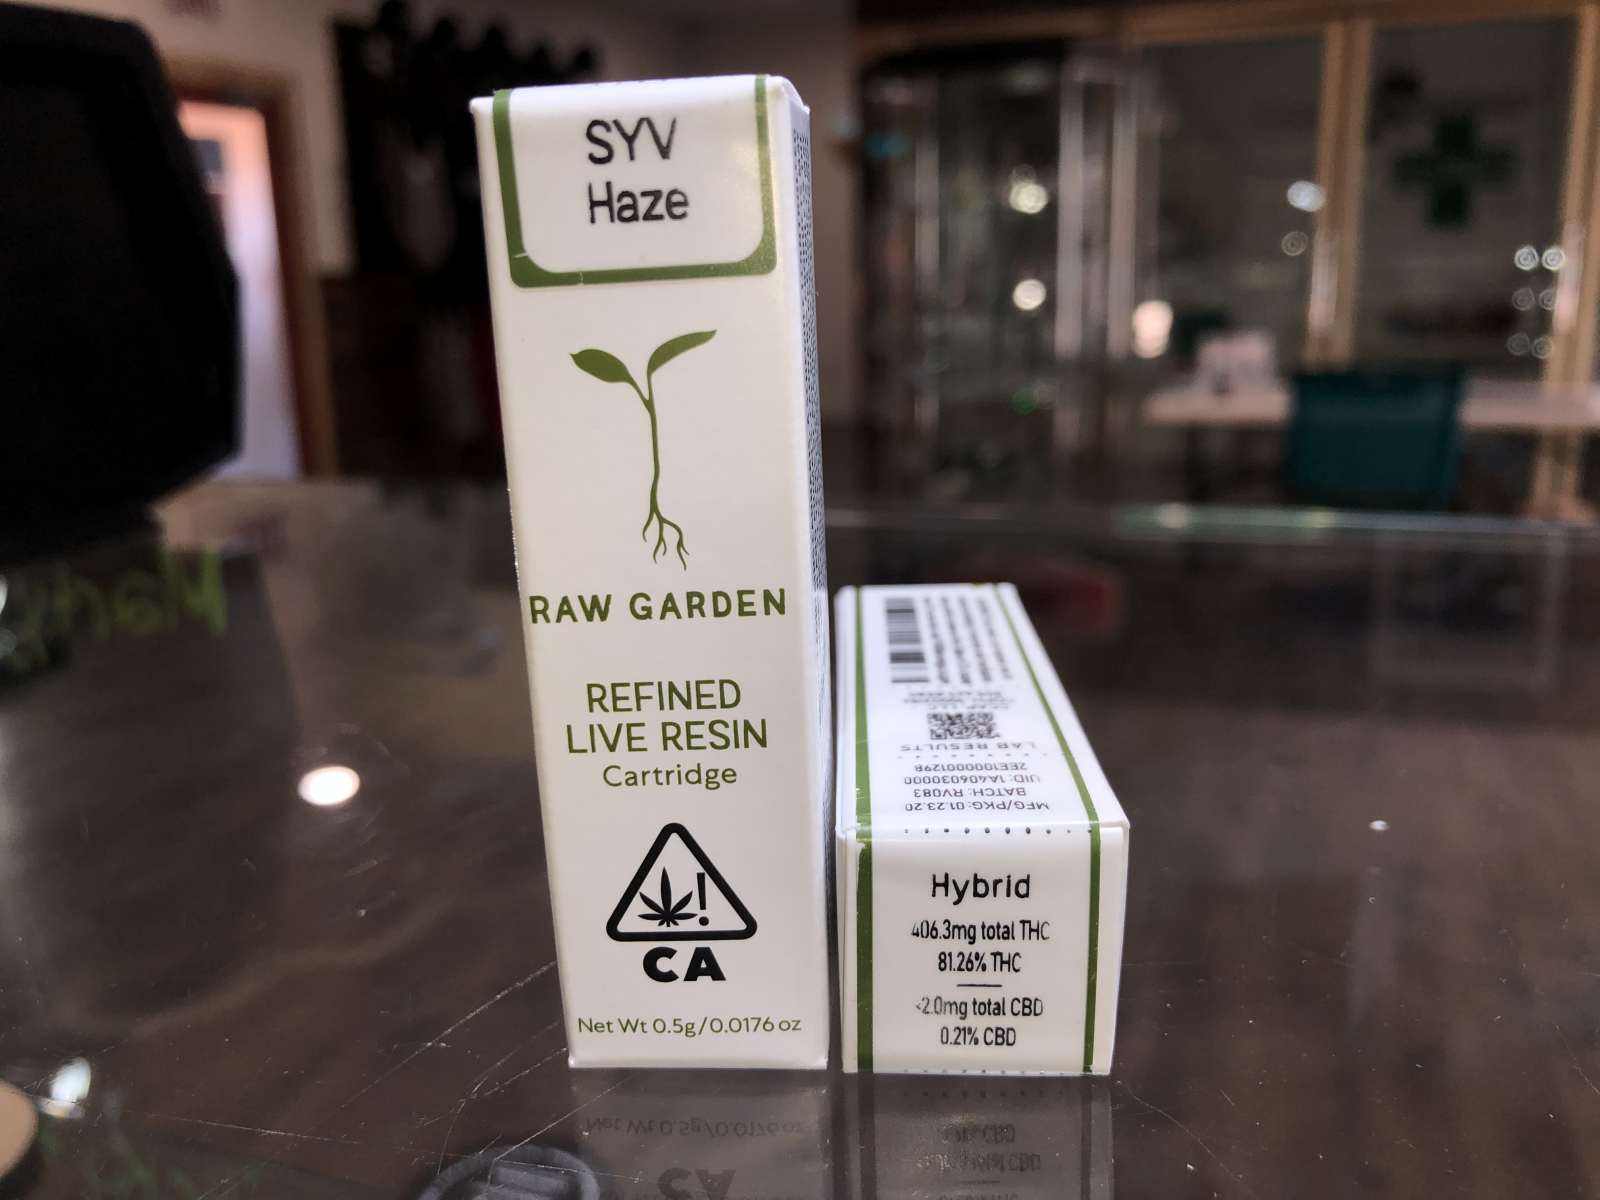 SYV
Haze
RAW GARDEN
REFINED
LIVE RESIN
Cartridge
CA
Net Wt 0.5g/0.0176 oz
LAB RESULTS
2EE1000001298
UID: 1A406030000
BATCH: RV083
MFG/PKG: 01.23.20
Hybrid
406.3mg total THC
81.26% THC
<2.0mg total CBD
0.21% CBD